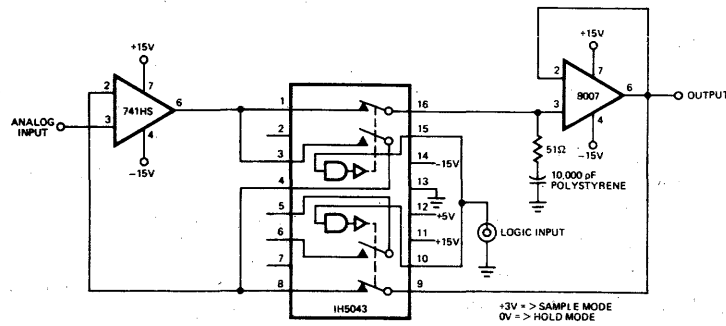 +15V
741HS
2
3
7
6
4
-15V
ANALOG
INPUT
1
2
3
4
5
6
7
8
16
15
14
13
12
11
10
9
-15V
+5V
+15V
IH5043
LOGIC INPUT
+15V
8007
2
3
7
6
4
-15V
OUTPUT
51Ω
10,000 pF
POLYSTYRENE
+3V = > SAMPLE MODE
0V = > HOLD MODE